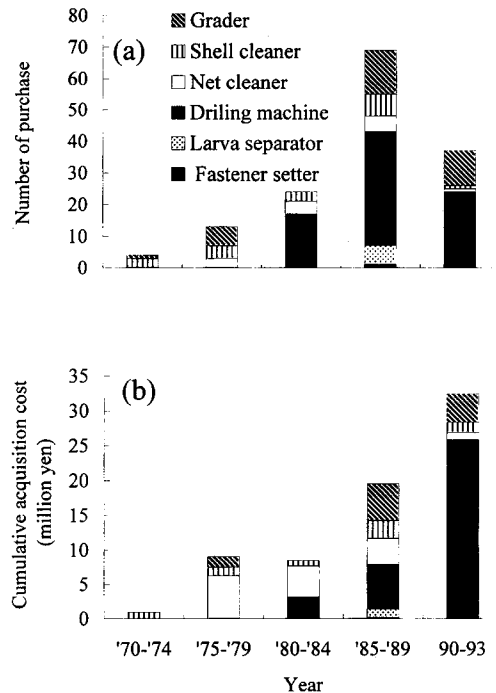 80
70
60
50
40
30
20
10
0
Number of purchase
(a)
Grader
Shell cleaner
Net cleaner
Driling machine
Larva separator
Fastener setter
35
30
25
20
15
10
5
0
Cumulative acquisition cost
(million yen)
(b)
'70-'74 '75-'79 '80-'84 '85-'89 90-93
Year